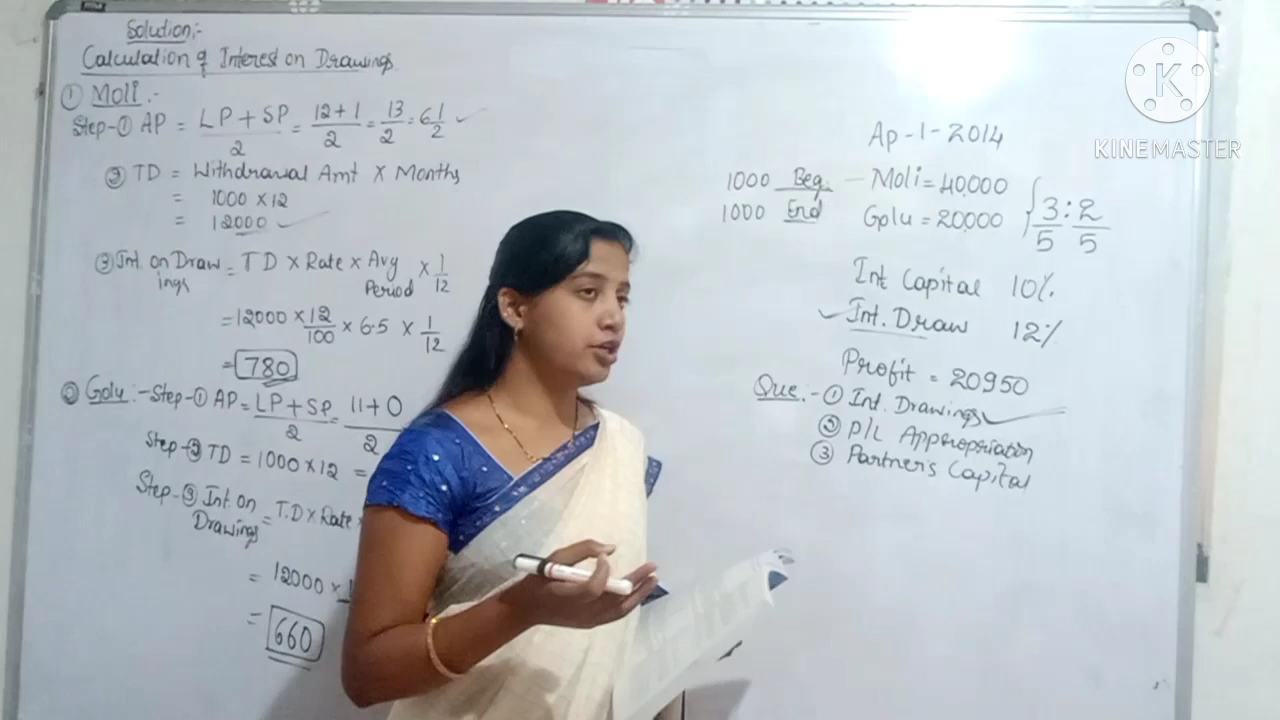 Solution:-
Calculation of Interest on Drawings
① Moli :-
Step-① AP = LP + SP / 2 = 12+1 / 2 = 13 / 2 = 6 1/2 ✓
② TD = Withdrawal Amt × Months
= 1000 × 12
= 12000 ✓
③ Int. on Drawings = TD × Rate × Avg Period × 1/12
= 12000 × 12/100 × 6.5 × 1/12
= 780
② Golu :- Step-① AP = LP + SP / 2 = 11+0 / 2
Step-② TD = 1000 × 12 =
Step-③ Int. on Drawings = T.D × Rate ×
= 12000 ×
= 660
Ap-1-2014
1000 Beg. — Moli = 40,000
1000 End Golu = 20,000 { 3/5 : 2/5
Int Capital 10%
✓ Int. Draw 12%
Profit = 20950
Que :- ① Int. Drawings ✓
② P/L Appropriation
③ Partner's Capital
K
KINEMASTER